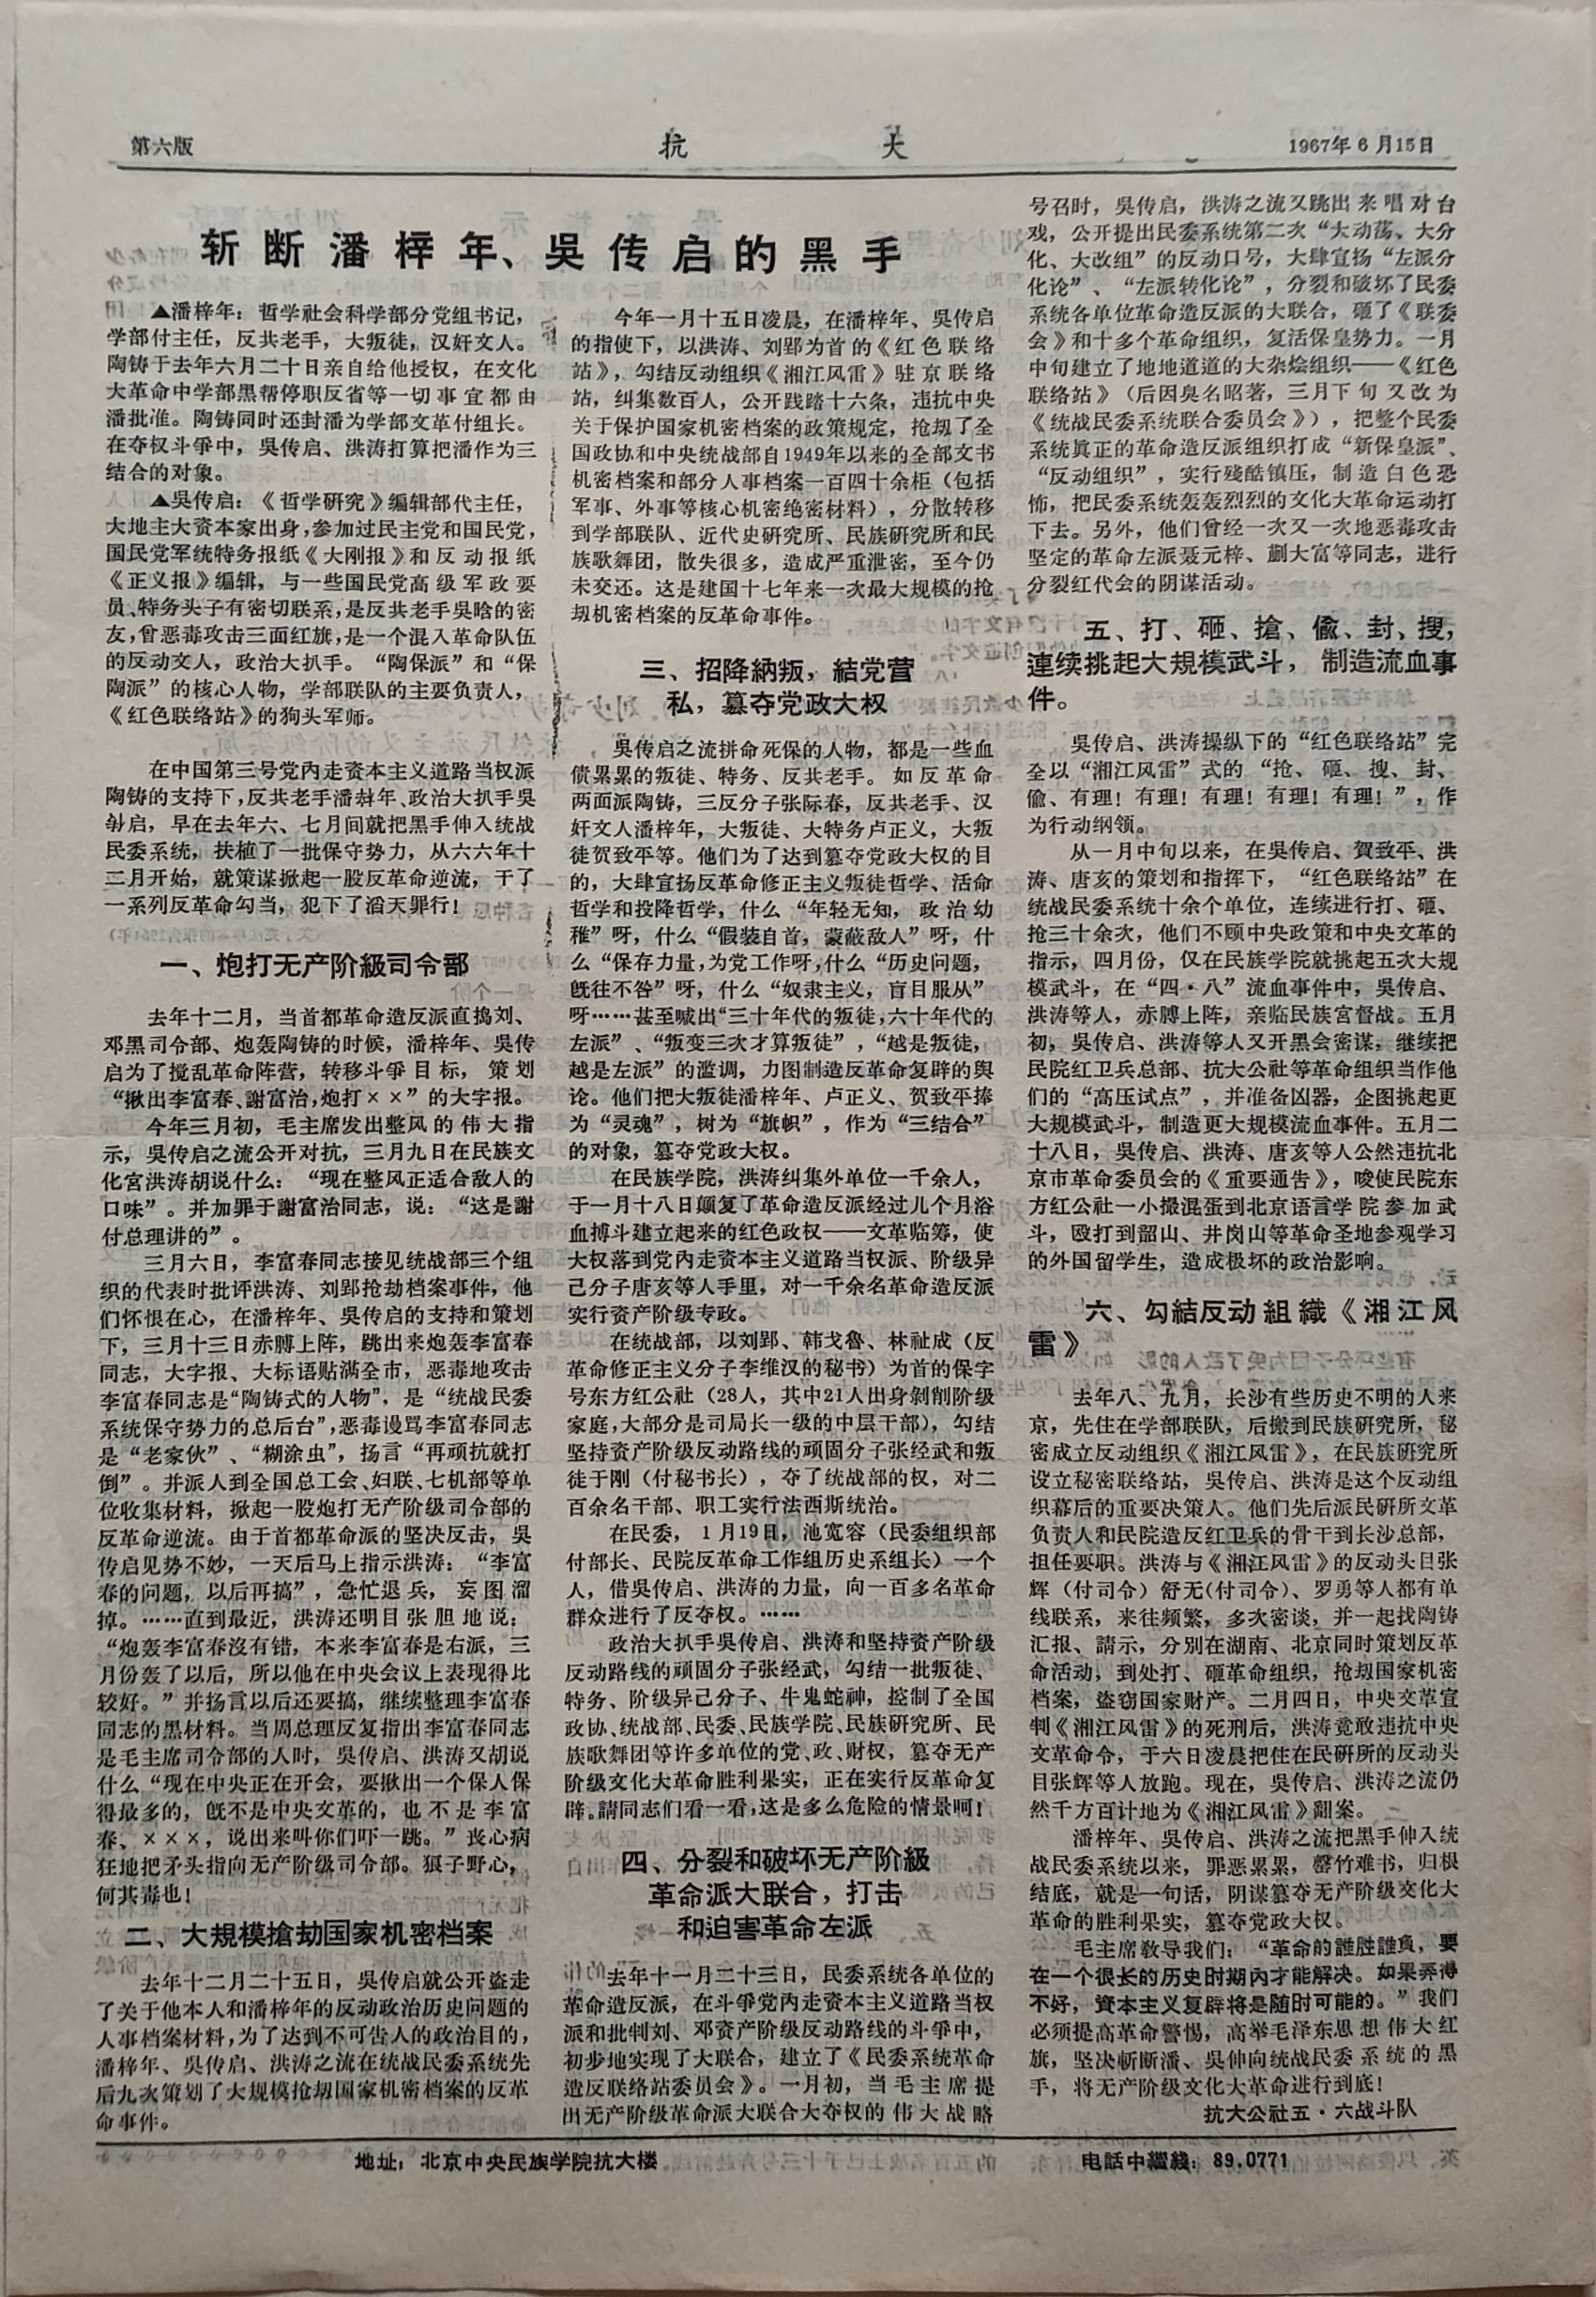 第六版
抗大
1967年6月15日
斩断潘梓年、吳传启的黑手
▲潘梓年：哲学社会科学部分党组书记，
学部付主任，反共老手，大叛徒，汉奸文人。
陶铸于去年六月二十日亲自给他授权，在文化
大革命中学部黑帮停职反省等一切事宜都由
潘批准。陶铸同时还封潘为学部文革付组长。
在夺权斗爭中，吳传启、洪涛打算把潘作为三
结合的对象。
▲吳传启：《哲学研究》编辑部代主任，
大地主大资本家出身，参加过民主党和国民党，
国民党军统特务报纸《大刚报》和反动报纸
《正义报》编辑，与一些国民党高级军政要
员、特务头子有密切联系，是反共老手吳晗的密
友，曾恶毒攻击三面红旗，是一个混入革命队伍
的反动文人，政治大扒手。“陶保派”和“保
陶派”的核心人物，学部联队的主要负责人，
《红色联络站》的狗头军师。
在中国第三号党内走资本主义道路当权派
陶铸的支持下，反共老手潘梓年、政治大扒手吳
传启，早在去年六、七月间就把黑手伸入统战
民委系统，扶植了一批保守势力，从六六年十
二月开始，就策谋掀起一股反革命逆流，干了
一系列反革命勾当，犯下了滔天罪行！
一、炮打无产阶級司令部
去年十二月，当首都革命造反派直搗刘、
邓黑司令部、炮轰陶铸的时候，潘梓年、吳传
启为了搅乱革命阵营，转移斗爭目标，策划
“揪出李富春、謝富治，炮打××”的大字报。
今年三月初，毛主席发出整风的伟大指
示，吳传启之流公开对抗，三月九日在民族文
化宮洪涛胡说什么：“现在整风正适合敌人的
口味”。并加罪于謝富治同志，说：“这是謝
付总理讲的”。
三月六日，李富春同志接见统战部三个组
织的代表时批评洪涛、刘郢抢劫档案事件，他
们怀恨在心，在潘梓年、吳传启的支持和策划
下，三月十三日赤膊上阵，跳出来炮轰李富春
同志，大字报、大标语贴满全市，恶毒地攻击
李富春同志是“陶铸式的人物”，是“统战民委
系统保守势力的总后台”，恶毒谩骂李富春同志
是“老家伙”、“糊涂虫”，扬言“再顽抗就打
倒”。并派人到全国总工会、妇联、七机部等单
位收集材料，掀起一股炮打无产阶级司令部的
反革命逆流。由于首都革命派的坚决反击，吳
传启见势不妙，一天后马上指示洪涛：“李富
春的问题，以后再搞”，急忙退兵，妄图溜
掉。……直到最近，洪涛还明目张胆地说：
“炮轰李富春沒有错，本来李富春是右派，三
月份轰了以后，所以他在中央会议上表现得比
较好。”并扬言以后还要搞，继续整理李富春
同志的黑材料。当周总理反复指出李富春同志
是毛主席司令部的人时，吳传启、洪涛又胡说
什么“现在中央正在开会，要揪出一个保人保
得最多的，旣不是中央文革的，也不是李富
春、×××，说出来叫你们吓一跳。”丧心病
狂地把矛头指向无产阶级司令部。狠子野心，
何其毒也！
二、大規模搶劫国家机密档案
去年十二月二十五日，吳传启就公开盜走
了关于他本人和潘梓年的反动政治历史问题的
人事档案材料，为了达到不可告人的政治目的，
潘梓年、吳传启、洪涛之流在统战民委系统先
后九次策划了大规模抢刼国家机密档案的反革
命事件。
今年一月十五日凌晨，在潘梓年、吳传启
的指使下，以洪涛、刘郢为首的《红色联络
站》，勾结反动组织《湘江风雷》驻京联络
站，纠集数百人，公开践踏十六条，违抗中央
关于保护国家机密档案的政策规定，抢刼了全
国政协和中央统战部自1949年以来的全部文书
机密档案和部分人事档案一百四十余柜（包括
军事、外事等核心机密绝密材料），分散转移
到学部联队、近代史研究所、民族研究所和民
族歌舞团，散失很多，造成严重泄密，至今仍
未交还。这是建国十七年来一次最大规模的抢
刼机密档案的反革命事件。
三、招降納叛，結党营
私，篡夺党政大权
吳传启之流拼命死保的人物，都是一些血
债累累的叛徒、特务、反共老手。如反革命
两面派陶铸，三反分子张际春，反共老手、汉
奸文人潘梓年，大叛徒、大特务卢正义，大叛
徒贺致平等。他们为了达到篡夺党政大权的目
的，大肆宣扬反革命修正主义叛徒哲学、活命
哲学和投降哲学，什么“年轻无知，政治幼
稚”呀，什么“假装自首，蒙蔽敌人”呀，什
么“保存力量，为党工作呀，什么“历史问题，
旣往不咎”呀，什么“奴隶主义，盲目服从”
呀……甚至喊出“三十年代的叛徒，六十年代的
左派”、“叛变三次才算叛徒”，“越是叛徒，
越是左派”的滥调，力图制造反革命复辟的舆
论。他们把大叛徒潘梓年、卢正义、贺致平捧
为“灵魂”，树为“旗帜”，作为“三结合”
的对象，篡夺党政大权。
在民族学院，洪涛纠集外单位一千余人，
于一月十八日颠复了革命造反派经过几个月浴
血搏斗建立起来的红色政权——文革临筹，使
大权落到党内走资本主义道路当权派、阶级异
己分子唐亥等人手里，对一千余名革命造反派
实行资产阶级专政。
在统战部，以刘郢、韩戈魯、林祉成（反
革命修正主义分子李维汉的秘书）为首的保字
号东方红公社（28人，其中21人出身剝削阶级
家庭，大部分是司局长一级的中层干部），勾结
坚持资产阶级反动路线的顽固分子张经武和叛
徒于刚（付秘书长），夺了统战部的权，对二
百余名干部、职工实行法西斯统治。
在民委，1月19日，池宽容（民委组织部
付部长、民院反革命工作组历史系组长）一个
人，借吳传启、洪涛的力量，向一百多名革命
群众进行了反夺权。……
政治大扒手吳传启、洪涛和坚持资产阶级
反动路线的顽固分子张经武，勾结一批叛徒、
特务、阶级异己分子、牛鬼蛇神，控制了全国
政协、统战部、民委、民族学院、民族研究所、民
族歌舞团等许多单位的党、政、财权，篡夺无产
阶级文化大革命胜利果实，正在实行反革命复
辟。請同志们看一看，这是多么危险的情景啊！
四、分裂和破坏无产阶級
革命派大联合，打击
和迫害革命左派
去年十一月二十三日，民委系统各单位的
革命造反派，在斗爭党内走资本主义道路当权
派和批判刘、邓资产阶级反动路线的斗爭中，
初步地实现了大联合，建立了《民委系统革命
造反联络站委员会》。一月初，当毛主席提
出无产阶级革命派大联合大夺权的伟大战略
号召时，吳传启，洪涛之流又跳出来唱对台
戏，公开提出民委系统第二次“大动荡、大分
化、大改组”的反动口号，大肆宣扬“左派分
化论”、“左派转化论”，分裂和破坏了民委
系统各单位革命造反派的大联合，砸了《联委
会》和十多个革命组织，复活保皇势力。一月
中旬建立了地地道道的大杂烩组织——《红色
联络站》（后因臭名昭著，三月下旬又改为
《统战民委系统联合委员会》），把整个民委
系统眞正的革命造反派组织打成“新保皇派”、
“反动组织”，实行残酷镇压，制造白色恐
怖，把民委系统轰轰烈烈的文化大革命运动打
下去。另外，他们曾经一次又一次地恶毒攻击
坚定的革命左派聂元梓、蒯大富等同志，进行
分裂红代会的阴谋活动。
五、打、砸、搶、偸、封、搜，
連续挑起大規模武斗，制造流血事
件。
吳传启、洪涛操纵下的“红色联络站”完
全以“湘江风雷”式的“抢、砸、搜、封、
偸、有理！有理！有理！有理！有理！”，作
为行动纲领。
从一月中旬以来，在吳传启、賀致平、洪
涛、唐亥的策划和指挥下，“红色联络站”在
统战民委系统十余个单位，连续进行打、砸、
抢三十余次，他们不顾中央政策和中央文革的
指示，四月份，仅在民族学院就挑起五次大规
模武斗，在“四·八”流血事件中，吳传启、
洪涛等人，赤膊上阵，亲临民族宮督战。五月
初，吳传启、洪涛等人又开黑会密谋，继续把
民院红卫兵总部、抗大公社等革命组织当作他
们的“高压试点”，并准备凶器，企图挑起更
大规模武斗，制造更大规模流血事件。五月二
十八日，吳传启、洪涛、唐亥等人公然违抗北
京市革命委员会的《重要通告》，唆使民院东
方红公社一小撮混蛋到北京语言学院参加武
斗，殴打到韶山、井岗山等革命圣地参观学习
的外国留学生，造成极坏的政治影响。
六、勾結反动組織《湘江风
雷》
去年八、九月，长沙有些历史不明的人来
京，先住在学部联队，后搬到民族研究所，秘
密成立反动组织《湘江风雷》，在民族研究所
设立秘密联络站，吳传启、洪涛是这个反动组
织幕后的重要决策人。他们先后派民研所文革
负责人和民院造反红卫兵的骨干到长沙总部，
担任要职。洪涛与《湘江风雷》的反动头目张
辉（付司令）舒无（付司令）、罗勇等人都有单
线联系，来往频繁，多次密谈，并一起找陶铸
汇报、請示，分別在湖南、北京同时策划反革
命活动，到处打、砸革命组织，抢刼国家机密
档案，盜窃国家财产。二月四日，中央文革宣
判《湘江风雷》的死刑后，洪涛竟敢违抗中央
文革命令，于六日凌晨把住在民研所的反动头
目张辉等人放跑。现在，吳传启、洪涛之流仍
然千方百计地为《湘江风雷》翻案。
潘梓年、吳传启、洪涛之流把黑手伸入统
战民委系统以来，罪恶累累，罄竹难书，归根
结底，就是一句话，阴谋篡夺无产阶级文化大
革命的胜利果实，篡夺党政大权。
毛主席教导我们：“革命的誰胜誰負，要
在一个很长的历史时期內才能解决。如果弄得
不好，資本主义复辟将是随时可能的。”我们
必须提高革命警惕，高举毛泽东思想伟大红
旗，坚决斬断潘、吳伸向统战民委系统的黑
手，将无产阶级文化大革命进行到底！
抗大公社五·六战斗队
地址：北京中央民族学院抗大楼
电話中繼綫：89.0771